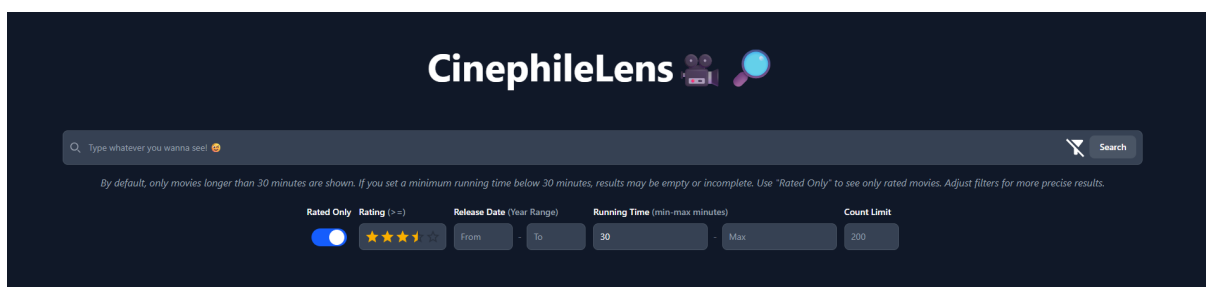 CinephileLens🎥 🔎
Type whatever you wanna see! 😉
Search
By default, only movies longer than 30 minutes are shown. If you set a minimum running time below 30 minutes, results may be empty or incomplete. Use "Rated Only" to see only rated movies. Adjust filters for more precise results.
Rated Only Rating (>=) Release Date (Year Range) Running Time (min-max minutes) Count Limit
From - To 30 - Max 200